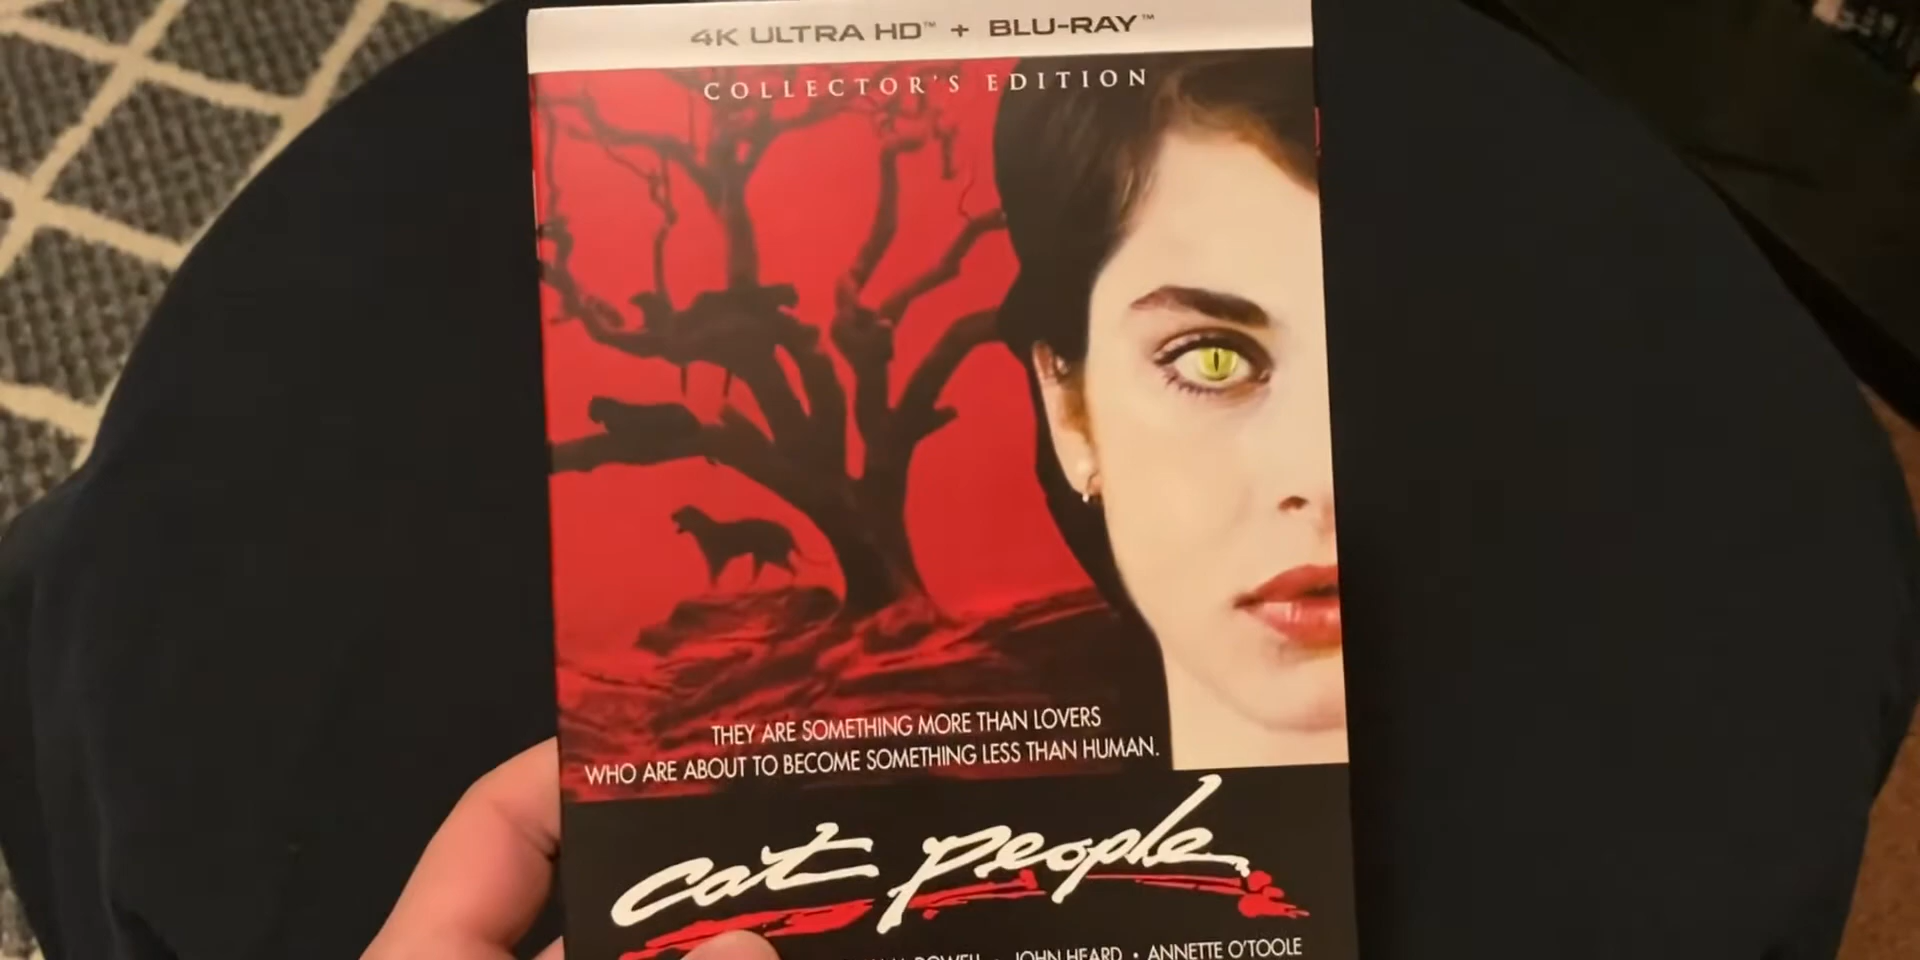 4K ULTRA HD™ + BLU-RAY™
COLLECTOR'S EDITION
THEY ARE SOMETHING MORE THAN LOVERS
WHO ARE ABOUT TO BECOME SOMETHING LESS THAN HUMAN.
cat people
JOHN HEARD • ANNETTE O'TOOLE